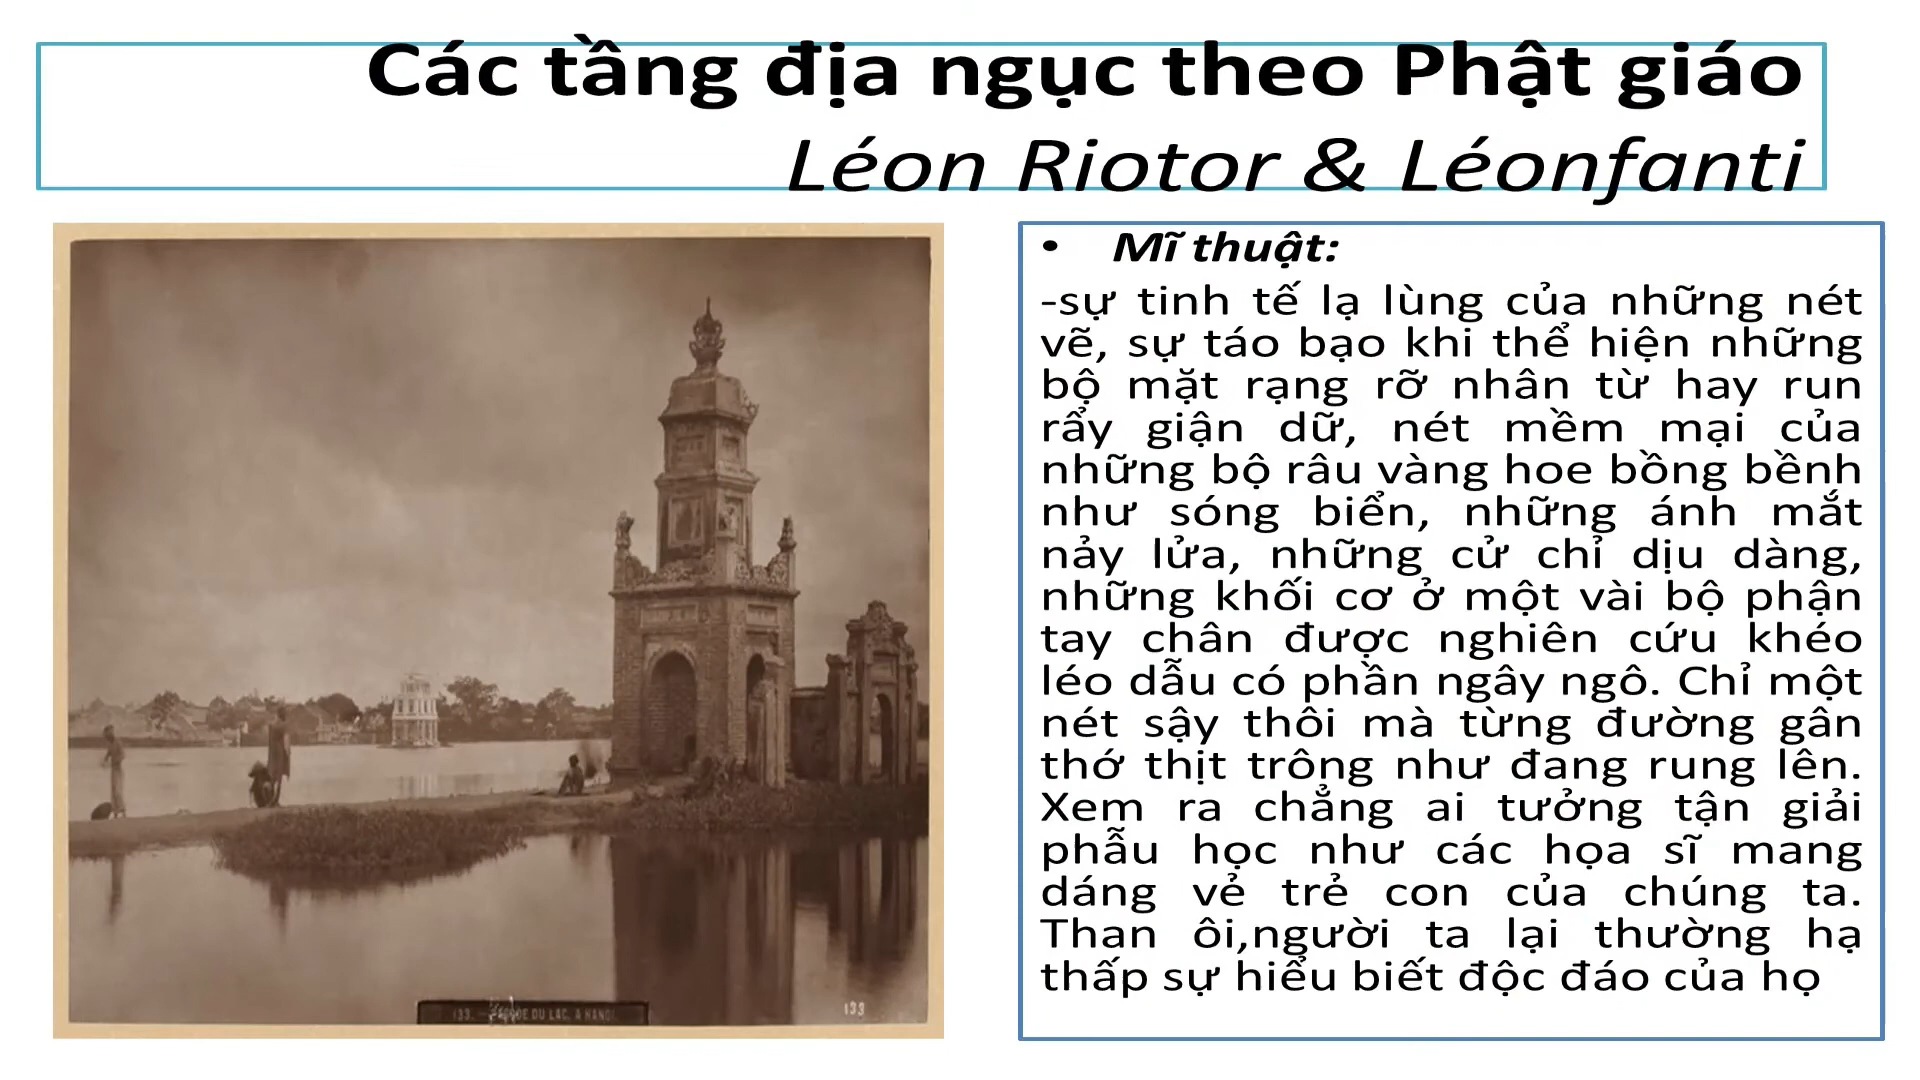 Các tầng địa ngục theo Phật giáo
Léon Riotor & Léonfanti
• Mĩ thuật:
-sự tinh tế lạ lùng của những nét
vẽ, sự táo bạo khi thể hiện những
bộ mặt rạng rỡ nhân từ hay run
rẩy giận dữ, nét mềm mại của
những bộ râu vàng hoe bồng bềnh
như sóng biển, những ánh mắt
nảy lửa, những cử chỉ dịu dàng,
những khối cơ ở một vài bộ phận
tay chân được nghiên cứu khéo
léo dẫu có phần ngây ngô. Chỉ một
nét sậy thôi mà từng đường gân
thớ thịt trông như đang rung lên.
Xem ra chẳng ai tưởng tận giải
phẫu học như các họa sĩ mang
dáng vẻ trẻ con của chúng ta.
Than ôi,người ta lại thường hạ
thấp sự hiểu biết độc đáo của họ
133. — DU LAC, A HANOI.
133